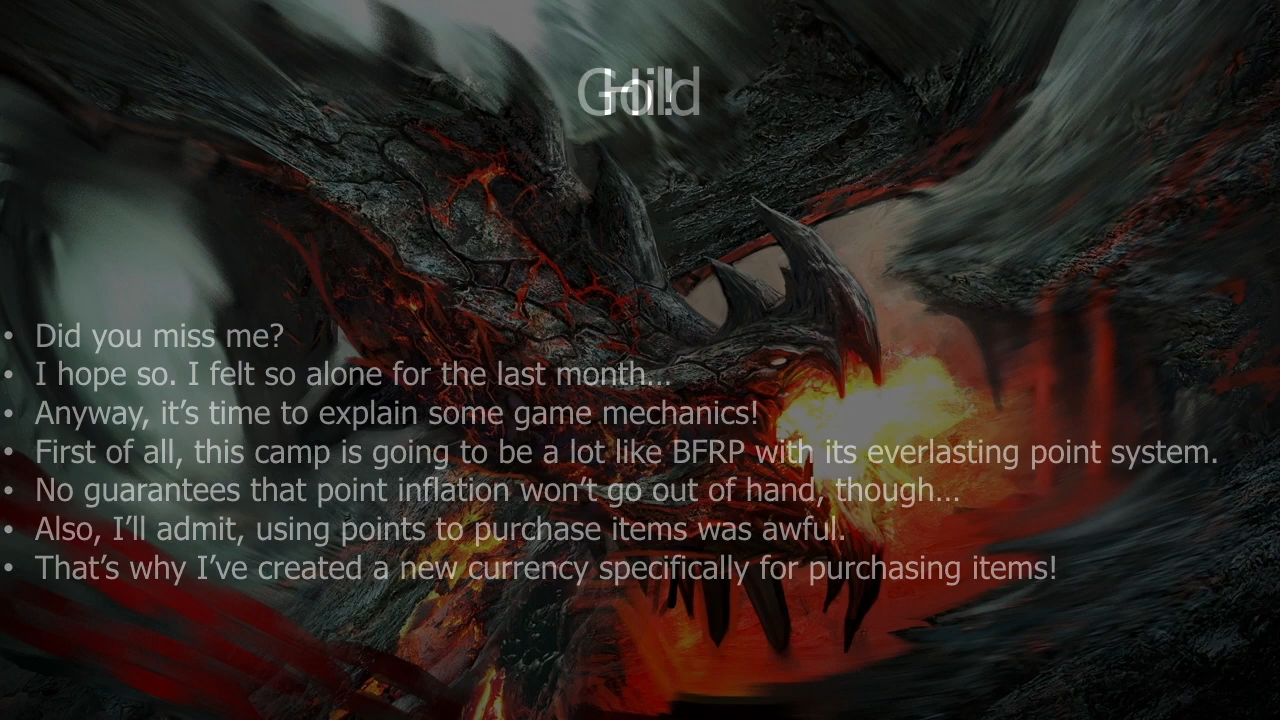 Hi!
Gold
• Did you miss me?
• I hope so. I felt so alone for the last month…
• Anyway, it’s time to explain some game mechanics!
• First of all, this camp is going to be a lot like BFRP with its everlasting point system.
• No guarantees that point inflation won’t go out of hand, though…
• Also, I’ll admit, using points to purchase items was awful.
• That’s why I’ve created a new currency specifically for purchasing items!